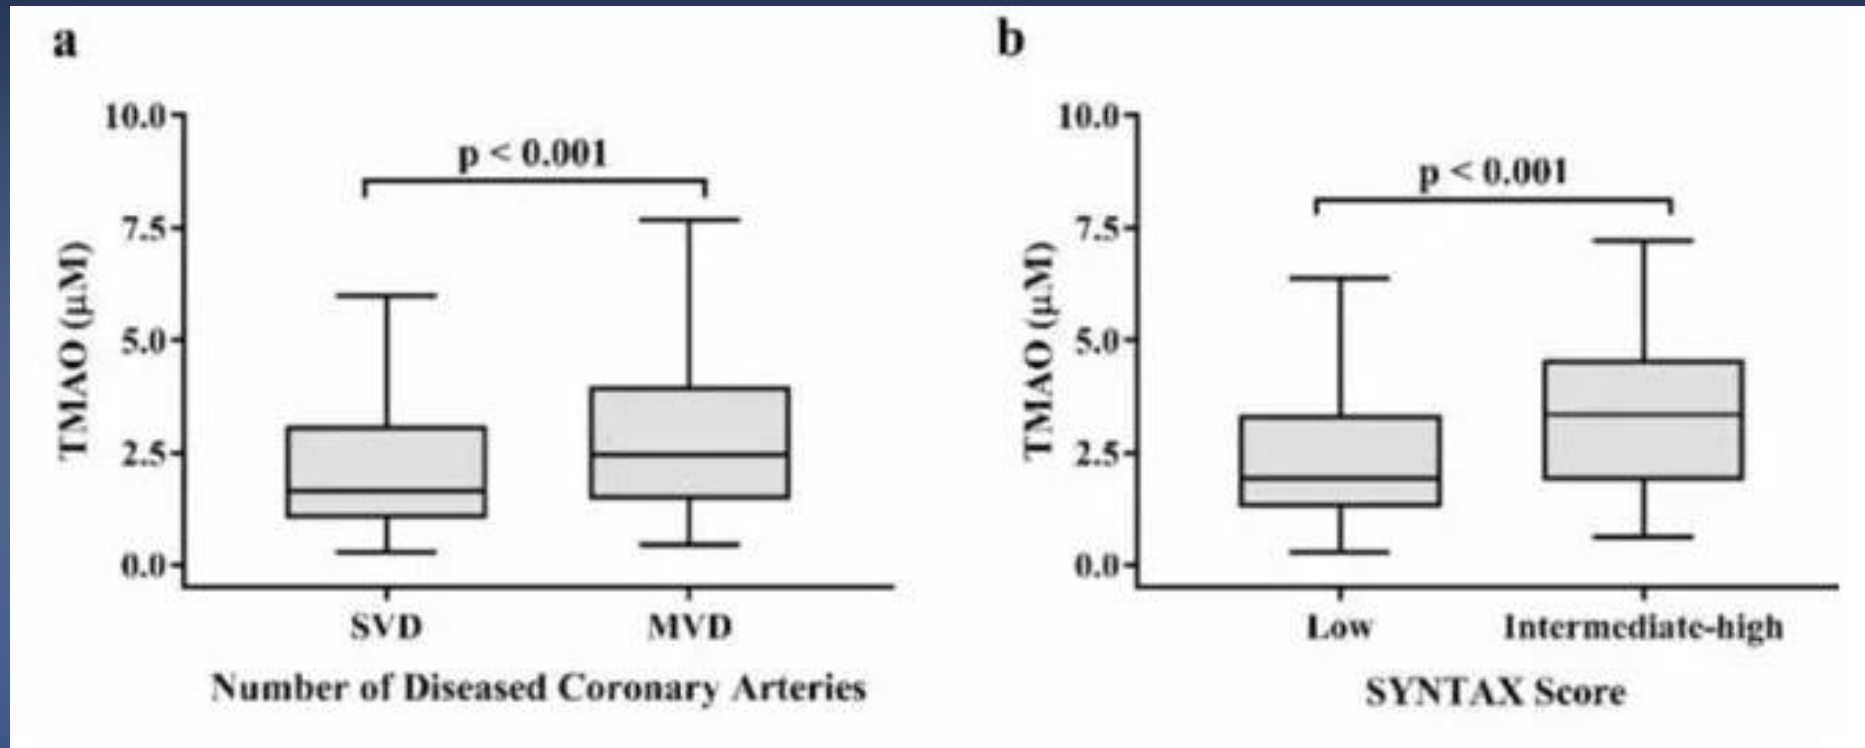 a
10.0
7.5
5.0
2.5
0.0
TMAO (μM)
p < 0.001
SVD
MVD
Number of Diseased Coronary Arteries
b
10.0
7.5
5.0
2.5
0.0
TMAO (μM)
p < 0.001
Low
Intermediate-high
SYNTAX Score